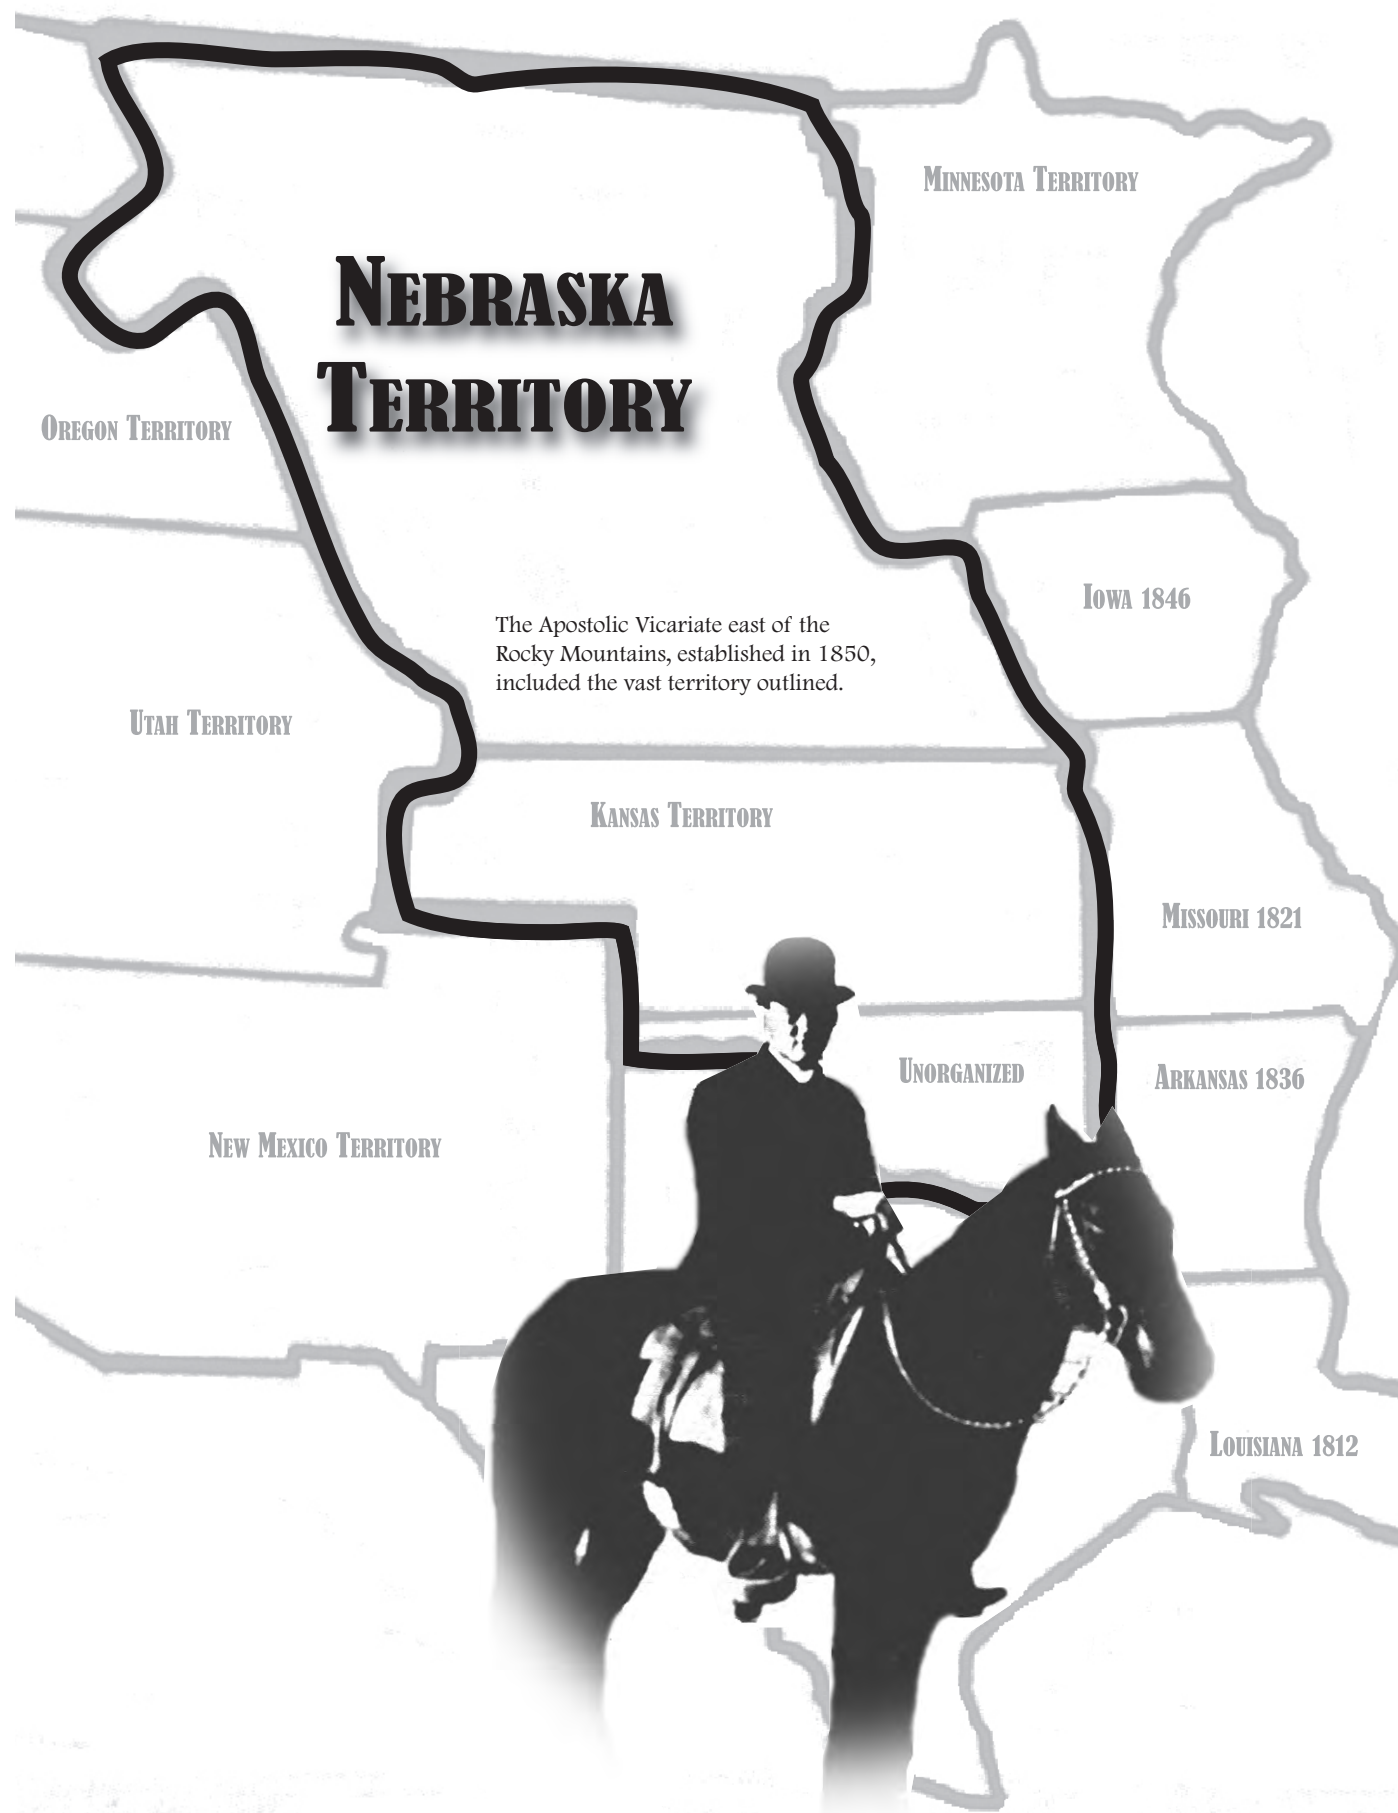 Minnesota Territory
Nebraska
Territory
Oregon Territory
Iowa 1846
The Apostolic Vicariate east of the
Rocky Mountains, established in 1850,
included the vast territory outlined.
Utah Territory
Kansas Territory
Missouri 1821
Unorganized
Arkansas 1836
New Mexico Territory
Louisiana 1812